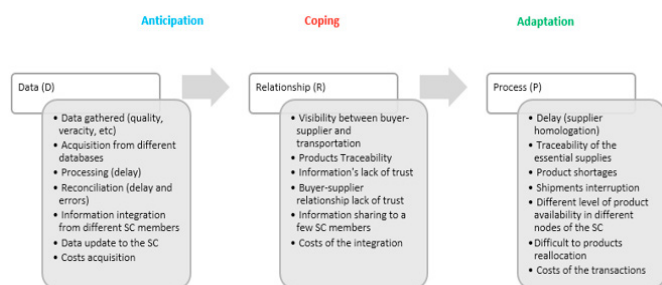 Anticipation
Coping
Adaptation
Data (D)
• Data gathered (quality,
veracity, etc)
• Acquisition from different
databases
• Processing (delay)
• Reconciliation (delay and
errors)
• Information integration
from different SC members
• Data update to the SC
• Costs acquisition
Relationship (R)
• Visibility between buyer-
supplier and
transportation
• Products Traceability
• Information's lack of trust
• Buyer-supplier
relationship lack of trust
• Information sharing to a
few SC members
• Costs of the integration
Process (P)
• Delay (supplier
homologation)
• Traceability of the
essential supplies
• Product shortages
• Shipments interruption
• Different level of product
availability in different
nodes of the SC
• Difficult to products
reallocation
• Costs of the transactions